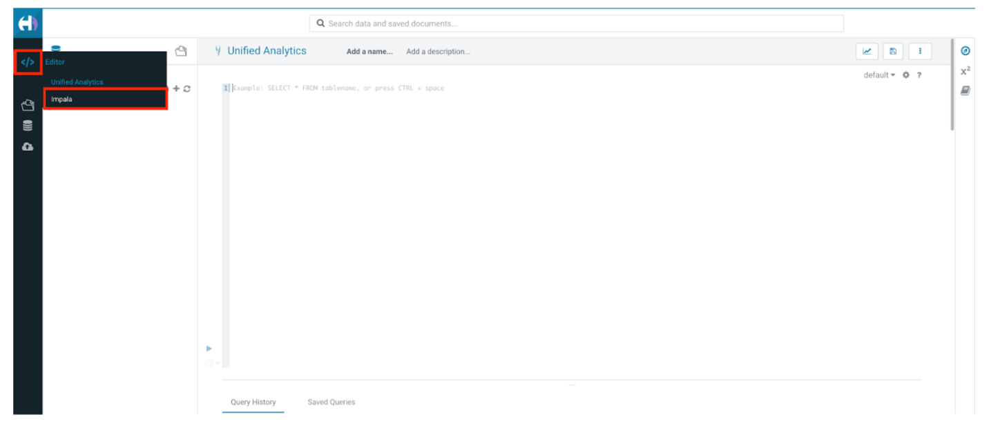 Search data and saved documents...
</>
Editor
Unified Analytics
Add a name...
Add a description...
Unified Analytics
Impala
default
?
x²
1
Example: SELECT * FROM tablename, or press CTRL + space
Query History
Saved Queries